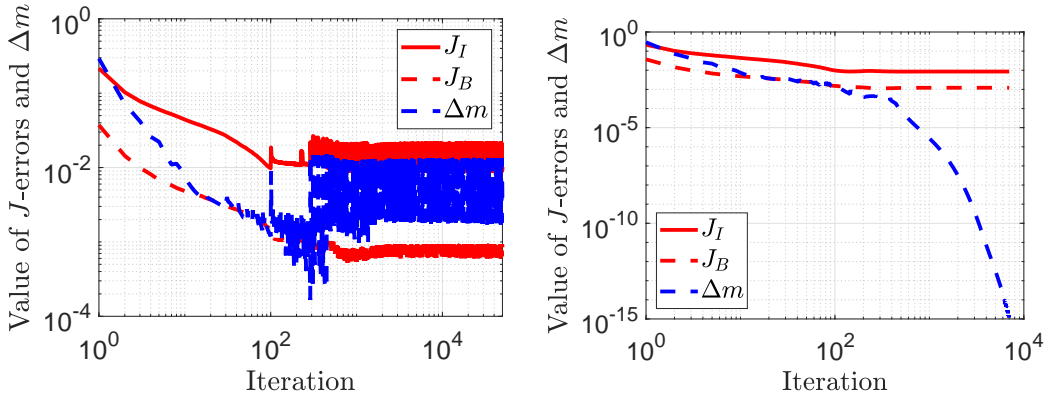 Value of J-errors and Δm
10^0
10^-2
10^-4
J_I
J_B
Δm
10^0
10^2
10^4
Iteration
Value of J-errors and Δm
10^0
10^-5
10^-10
10^-15
J_I
J_B
Δm
10^0
10^2
10^4
Iteration